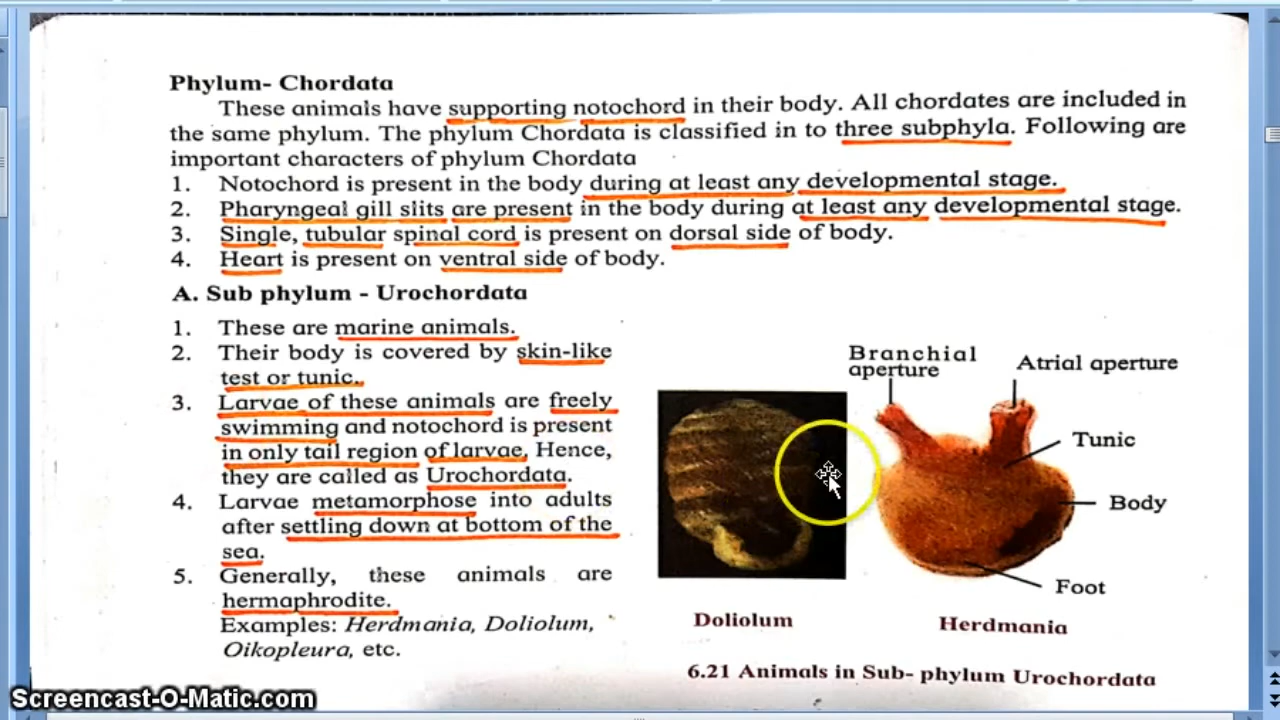 Phylum- Chordata
These animals have supporting notochord in their body. All chordates are included in
the same phylum. The phylum Chordata is classified in to three subphyla. Following are
important characters of phylum Chordata
1. Notochord is present in the body during at least any developmental stage.
2. Pharyngeal gill slits are present in the body during at least any developmental stage.
3. Single, tubular spinal cord is present on dorsal side of body.
4. Heart is present on ventral side of body.
A. Sub phylum - Urochordata
1. These are marine animals.
2. Their body is covered by skin-like
test or tunic.
3. Larvae of these animals are freely
swimming and notochord is present
in only tail region of larvae. Hence,
they are called as Urochordata.
4. Larvae metamorphose into adults
after settling down at bottom of the
sea.
5. Generally, these animals are
hermaphrodite.
Examples: Herdmania, Doliolum,
Oikopleura, etc.
Branchial
aperture
Atrial aperture
Tunic
Body
Foot
Doliolum
Herdmania
6.21 Animals in Sub- phylum Urochordata
Screencast-O-Matic.com